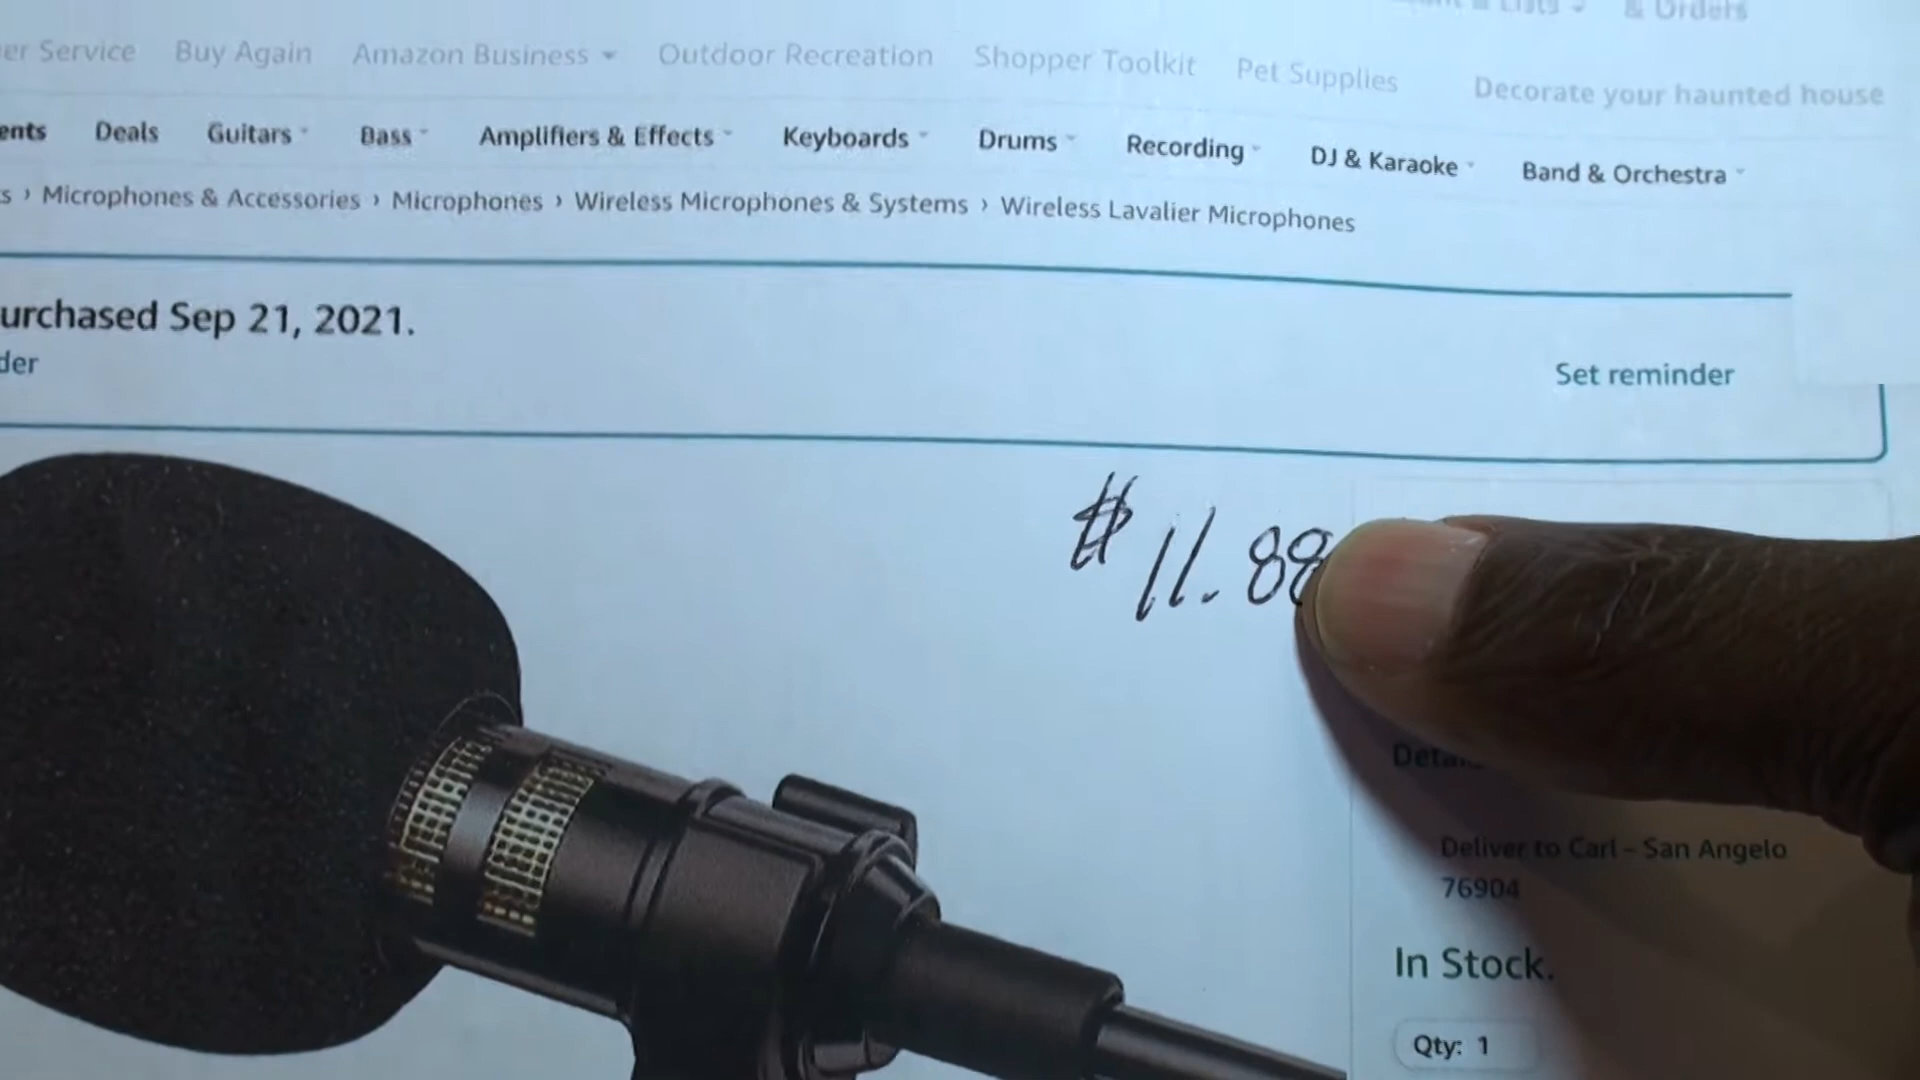 & Orders
er Service Buy Again Amazon Business Outdoor Recreation Shopper Toolkit Pet Supplies Decorate your haunted house
ents Deals Guitars Bass Amplifiers & Effects Keyboards Drums Recording DJ & Karaoke Band & Orchestra
s › Microphones & Accessories › Microphones › Wireless Microphones & Systems › Wireless Lavalier Microphones
urchased Sep 21, 2021.
der
Set reminder
$11.88
Deliver to Carl - San Angelo
76904
In Stock.
Qty: 1